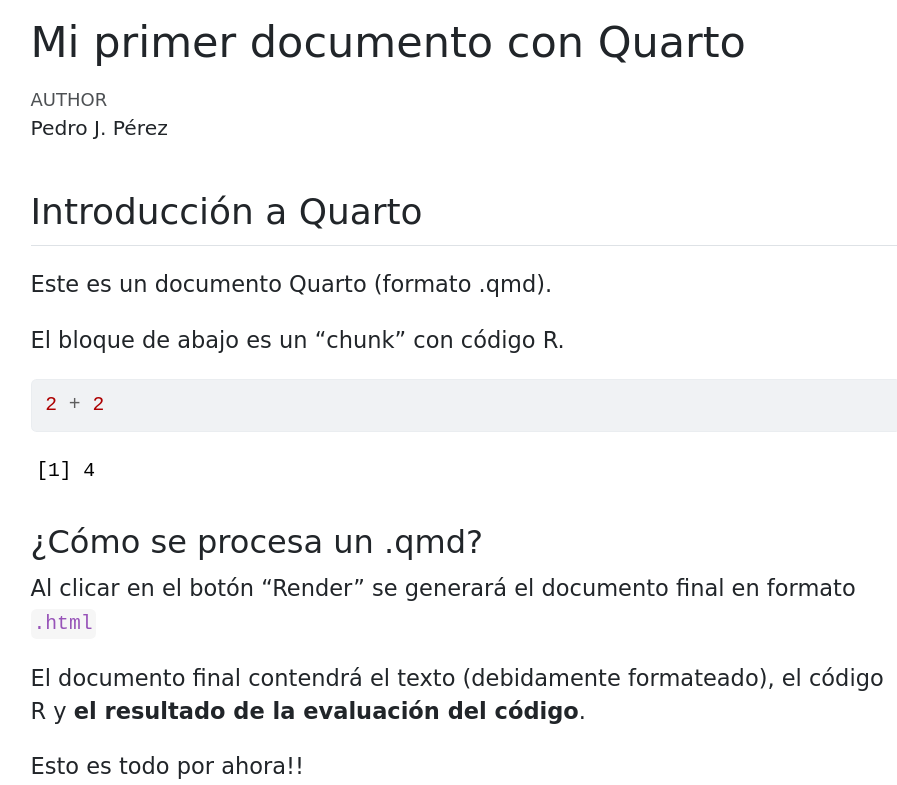 Mi primer documento con Quarto
AUTHOR
Pedro J. Pérez
Introducción a Quarto
Este es un documento Quarto (formato .qmd).
El bloque de abajo es un “chunk” con código R.
2 + 2
[1] 4
¿Cómo se procesa un .qmd?
Al clicar en el botón “Render” se generará el documento final en formato
.html
El documento final contendrá el texto (debidamente formateado), el código
R y el resultado de la evaluación del código.
Esto es todo por ahora!!